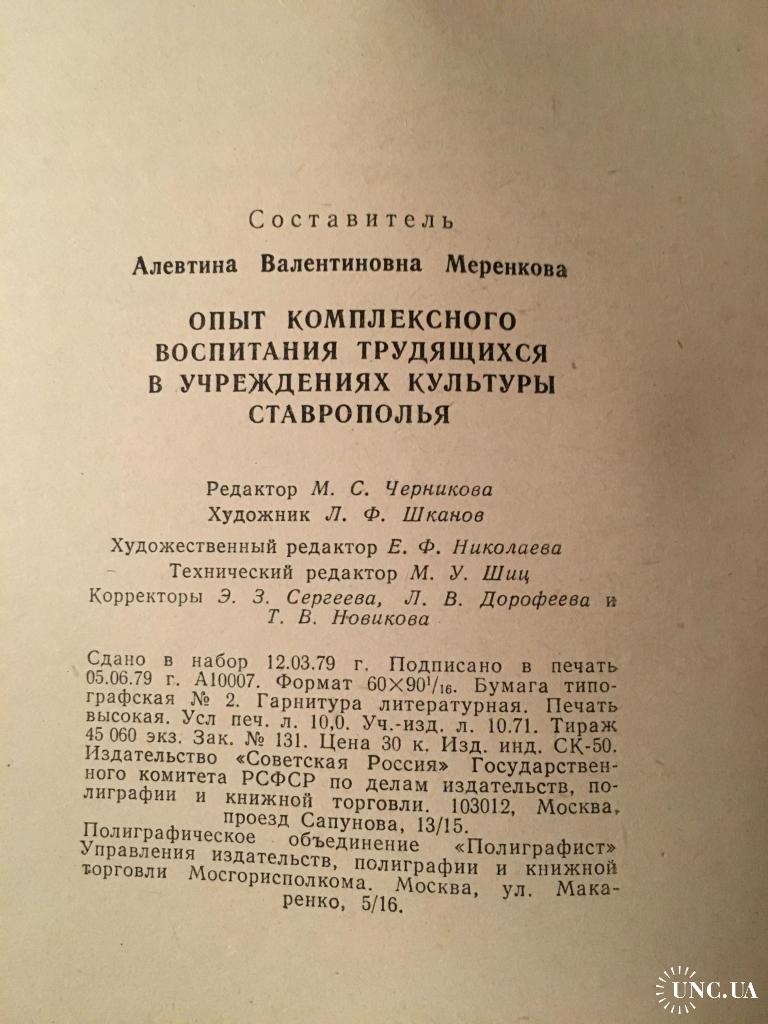 Составитель
Алевтина Валентиновна Меренкова
ОПЫТ КОМПЛЕКСНОГО
ВОСПИТАНИЯ ТРУДЯЩИХСЯ
В УЧРЕЖДЕНИЯХ КУЛЬТУРЫ
СТАВРОПОЛЬЯ
Редактор М. С. Черникова
Художник Л. Ф. Шканов
Художественный редактор Е. Ф. Николаева
Технический редактор М. У. Шиц
Корректоры Э. З. Сергеева, Л. В. Дорофеева и
Т. В. Новикова
Сдано в набор 12.03.79 г. Подписано в печать
05.06.79 г. А10007. Формат 60×90¹/₁₆. Бумага типо-
графская № 2. Гарнитура литературная. Печать
высокая. Усл печ. л. 10,0. Уч.-изд. л. 10.71. Тираж
45 060 экз. Зак. № 131. Цена 30 к. Изд. инд. СК-50.
Издательство «Советская Россия» Государствен-
ного комитета РСФСР по делам издательств, по-
лиграфии и книжной торговли. 103012, Москва,
проезд Сапунова, 13/15.
Полиграфическое объединение «Полиграфист»
Управления издательств, полиграфии и книжной
торговли Мосгорисполкома. Москва, ул. Мака-
ренко, 5/16.
UNC.UA